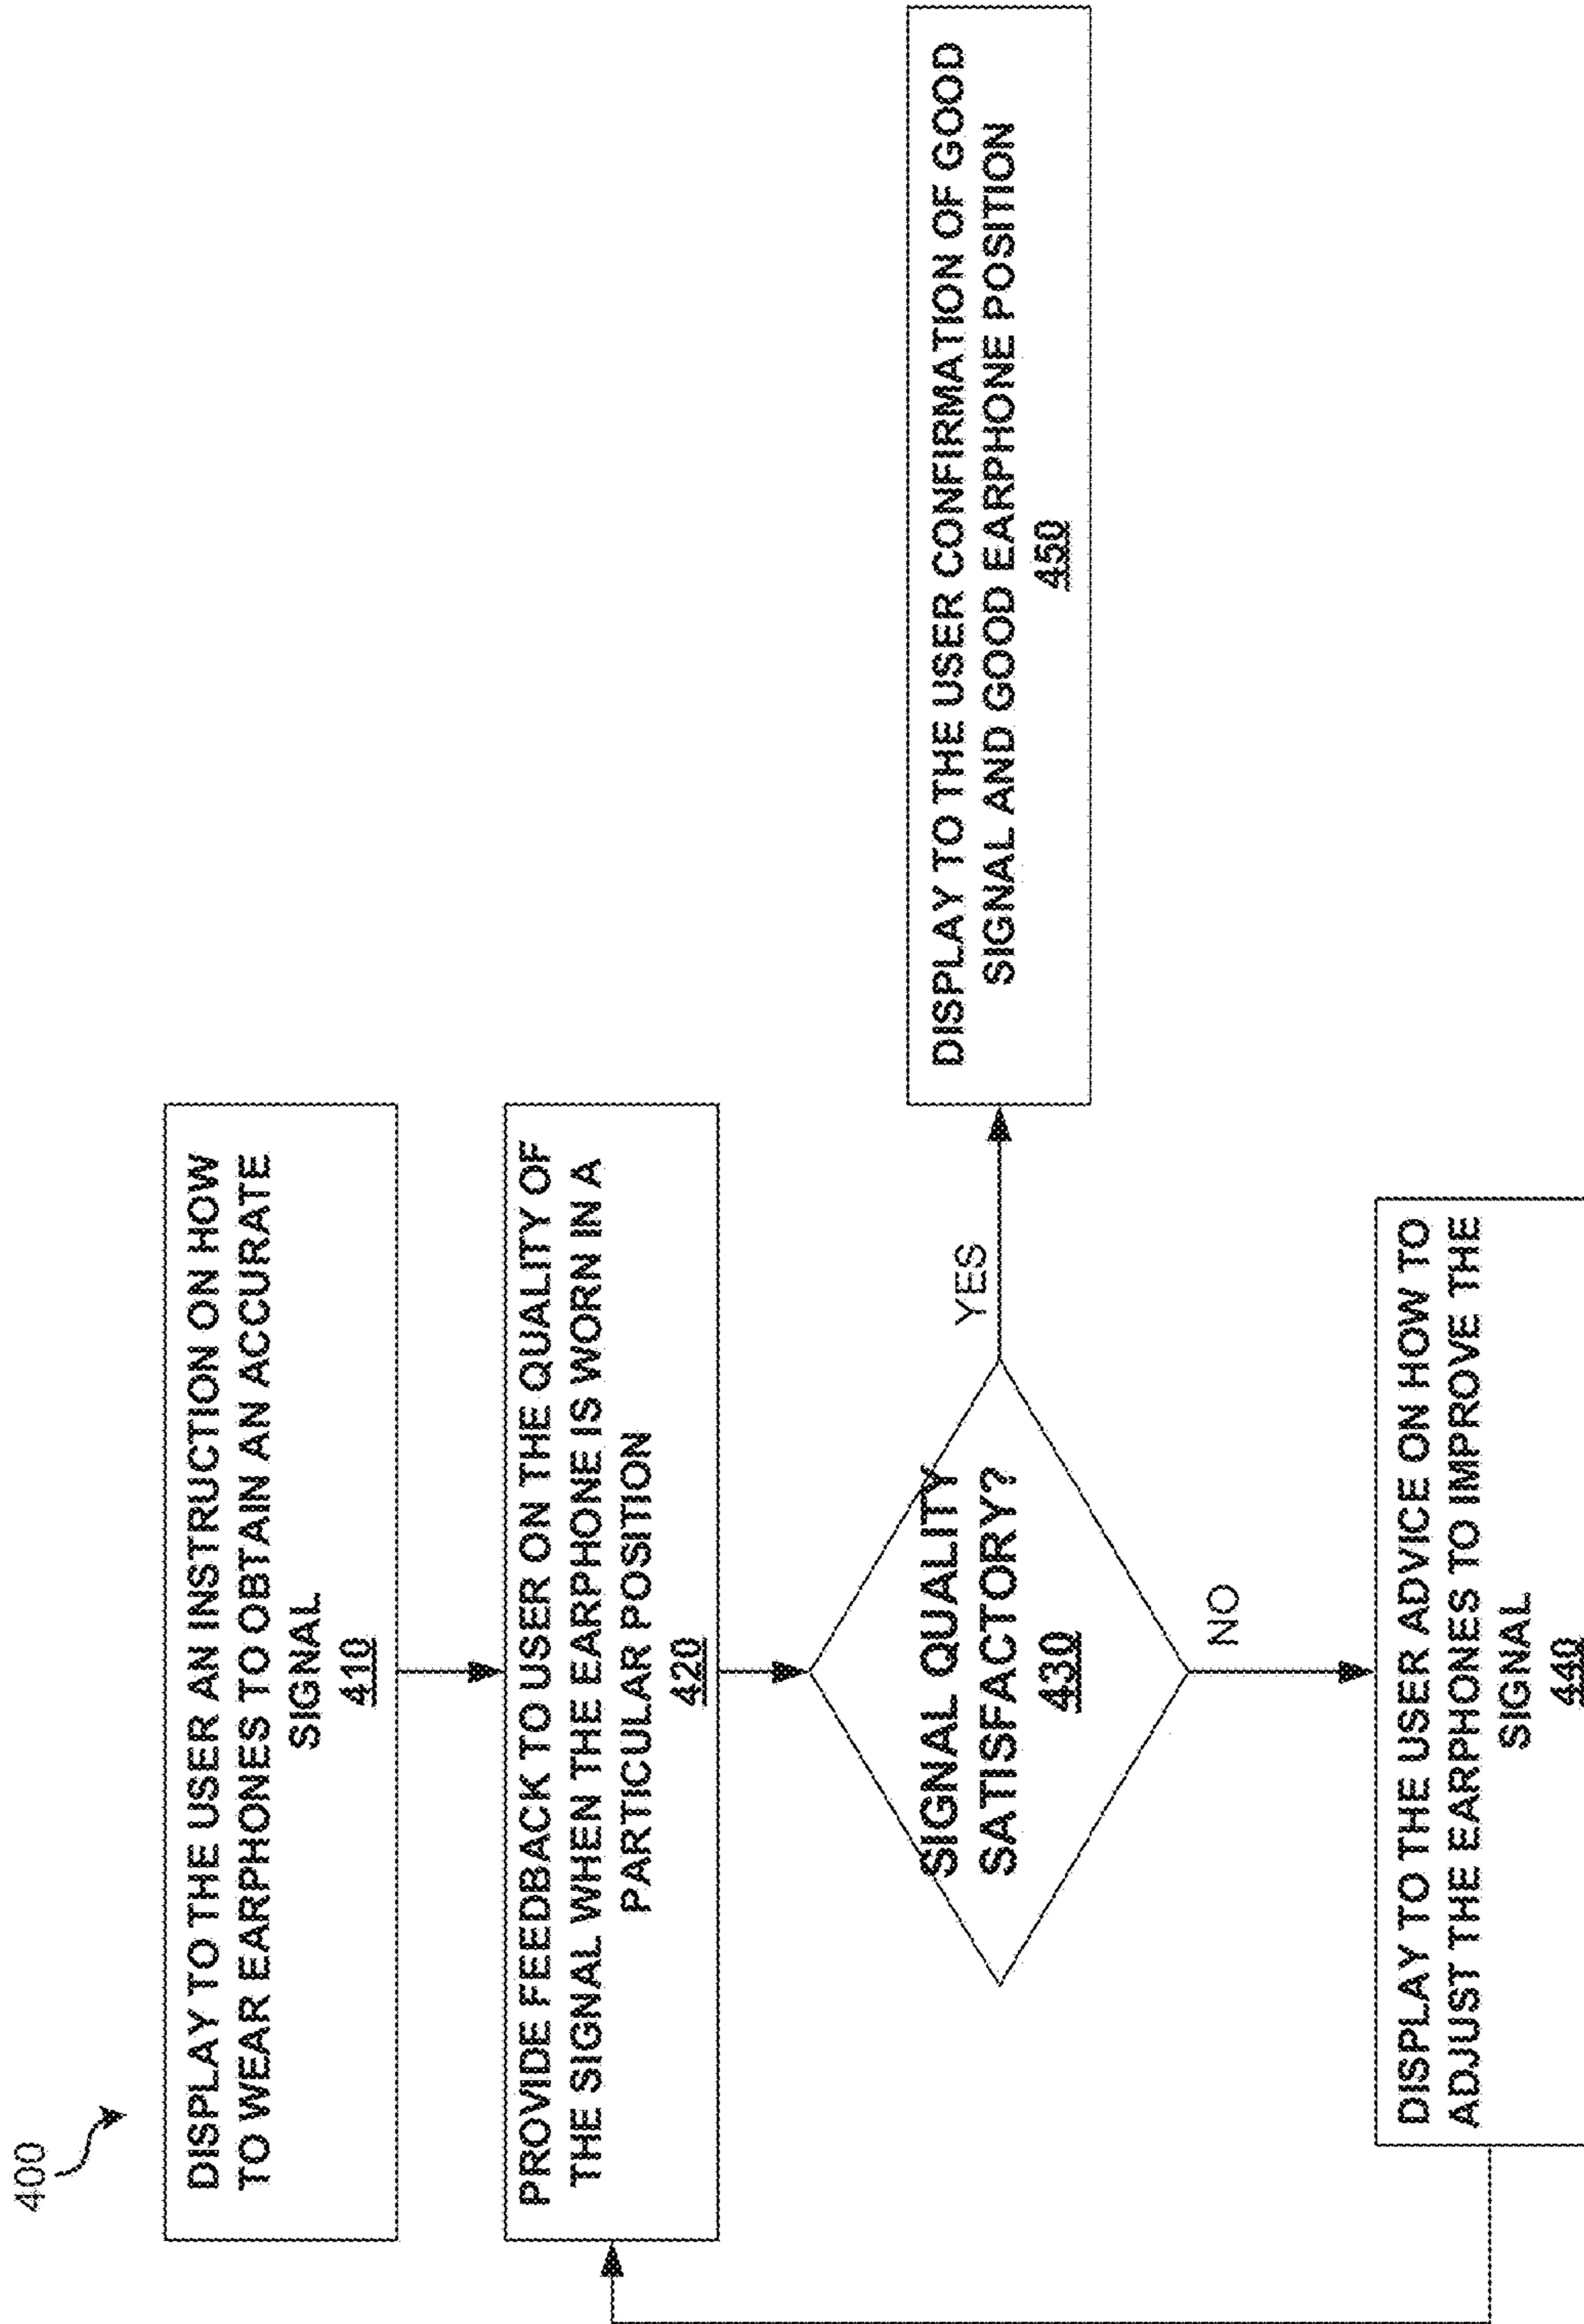 400
DISPLAY TO THE USER AN INSTRUCTION ON HOW
TO WEAR EARPHONES TO OBTAIN AN ACCURATE
SIGNAL
410
PROVIDE FEEDBACK TO USER ON THE QUALITY OF
THE SIGNAL WHEN THE EARPHONE IS WORN IN A
PARTICULAR POSITION
420
SIGNAL QUALITY
SATISFACTORY?
430
YES
DISPLAY TO THE USER CONFIRMATION OF GOOD
SIGNAL AND GOOD EARPHONE POSITION
450
NO
DISPLAY TO THE USER ADVICE ON HOW TO
ADJUST THE EARPHONES TO IMPROVE THE
SIGNAL
440